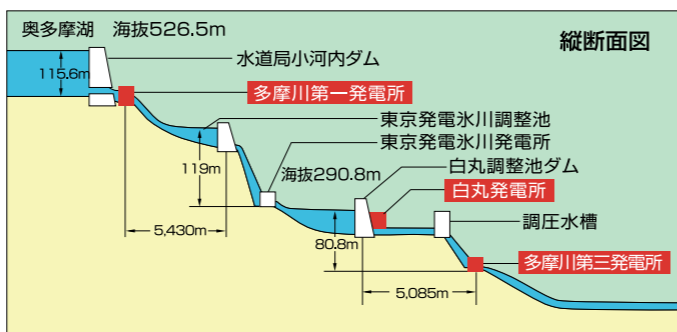 奥多摩湖 海抜526.5m
縦断面図
水道局小河内ダム
115.6m
多摩川第一発電所
東京発電氷川調整池
東京発電氷川発電所
119m
海抜290.8m
白丸調整池ダム
白丸発電所
5,430m
調圧水槽
80.8m
多摩川第三発電所
5,085m